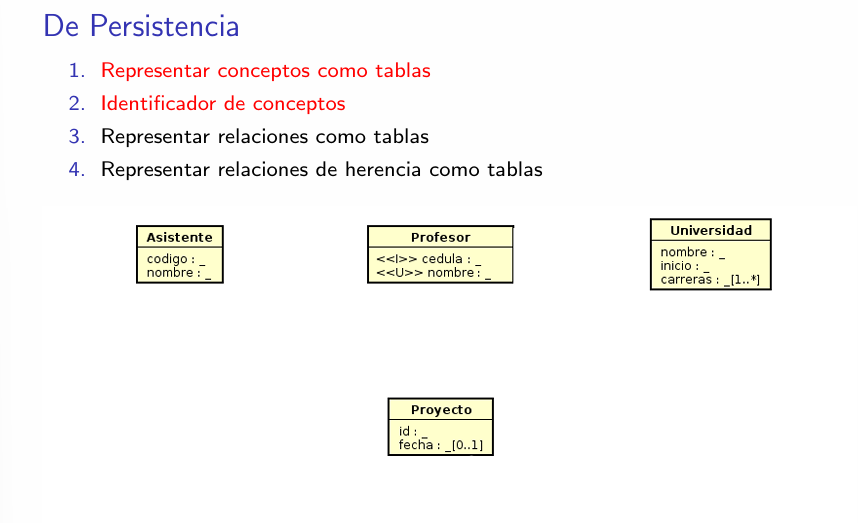 De Persistencia
1. Representar conceptos como tablas
2. Identificador de conceptos
3. Representar relaciones como tablas
4. Representar relaciones de herencia como tablas
Asistente
codigo : _
nombre : _
Profesor
<<I>> cedula : _
<<U>> nombre : _
Universidad
nombre : _
inicio : _
carreras : _[1..*]
Proyecto
id : _
fecha : _[0..1]